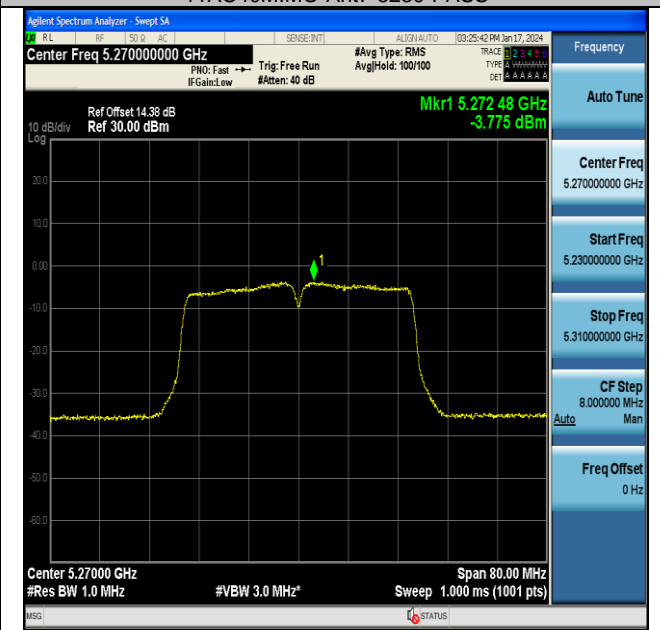 Agilent Spectrum Analyzer - Swept SA
RL RF 50 Ω AC SENSE:INT ALIGN AUTO 03:25:42 PM Jan 17, 2024
Center Freq 5.270000000 GHz
PNO: Fast Trig: Free Run
IFGain:Low #Atten: 40 dB
#Avg Type: RMS
Avg|Hold: 100/100
TRACE 1 2 3 4 5 6
TYPE A
DET A A A A A A
Frequency
Mkr1 5.272 48 GHz
-3.775 dBm
Ref Offset 14.38 dB
10 dB/div Ref 30.00 dBm
Log
20.0
10.0
0.00
-10.0
-20.0
-30.0
-40.0
-50.0
-60.0
1
Center 5.27000 GHz Span 80.00 MHz
#Res BW 1.0 MHz #VBW 3.0 MHz* Sweep 1.000 ms (1001 pts)
MSG STATUS
Auto Tune
Center Freq
5.270000000 GHz
Start Freq
5.230000000 GHz
Stop Freq
5.310000000 GHz
CF Step
8.000000 MHz
Auto Man
Freq Offset
0 Hz